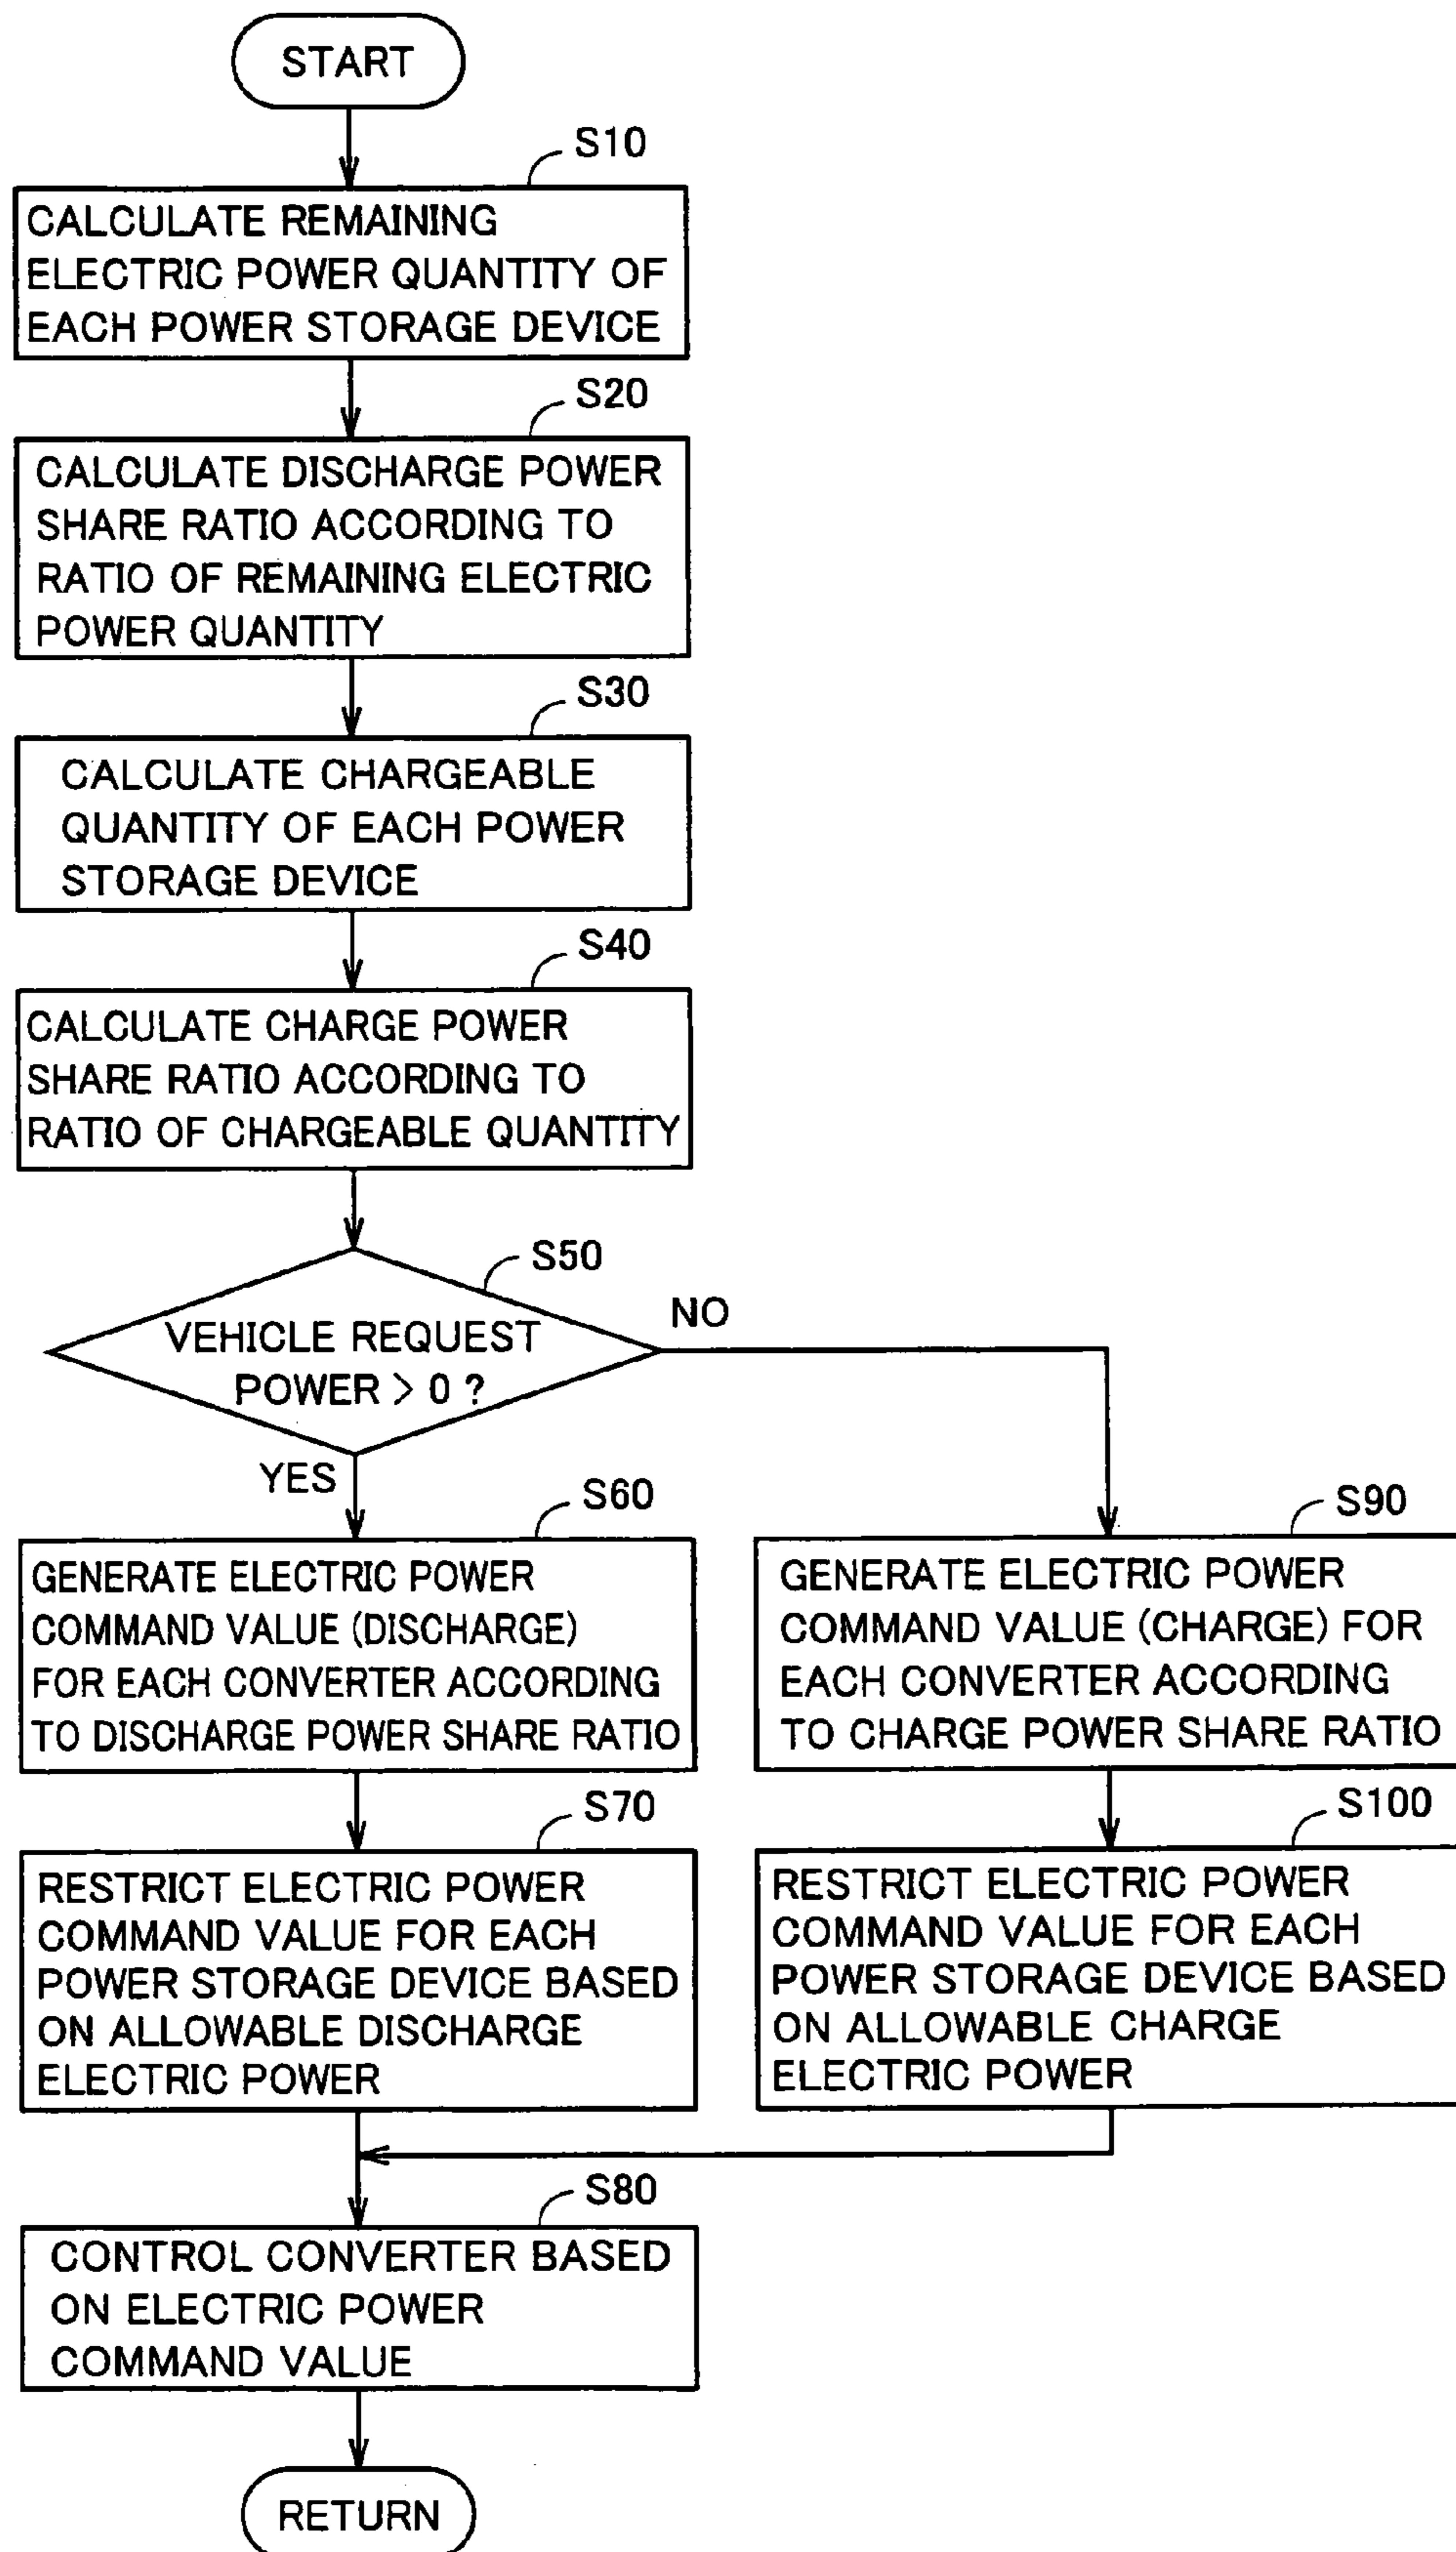 START
S10
CALCULATE REMAINING
ELECTRIC POWER QUANTITY OF
EACH POWER STORAGE DEVICE
S20
CALCULATE DISCHARGE POWER
SHARE RATIO ACCORDING TO
RATIO OF REMAINING ELECTRIC
POWER QUANTITY
S30
CALCULATE CHARGEABLE
QUANTITY OF EACH POWER
STORAGE DEVICE
S40
CALCULATE CHARGE POWER
SHARE RATIO ACCORDING TO
RATIO OF CHARGEABLE QUANTITY
S50
VEHICLE REQUEST
POWER > 0 ?
NO
YES
S60
GENERATE ELECTRIC POWER
COMMAND VALUE (DISCHARGE)
FOR EACH CONVERTER ACCORDING
TO DISCHARGE POWER SHARE RATIO
S70
RESTRICT ELECTRIC POWER
COMMAND VALUE FOR EACH
POWER STORAGE DEVICE BASED
ON ALLOWABLE DISCHARGE
ELECTRIC POWER
S90
GENERATE ELECTRIC POWER
COMMAND VALUE (CHARGE) FOR
EACH CONVERTER ACCORDING
TO CHARGE POWER SHARE RATIO
S100
RESTRICT ELECTRIC POWER
COMMAND VALUE FOR EACH
POWER STORAGE DEVICE BASED
ON ALLOWABLE CHARGE
ELECTRIC POWER
S80
CONTROL CONVERTER BASED
ON ELECTRIC POWER
COMMAND VALUE
RETURN